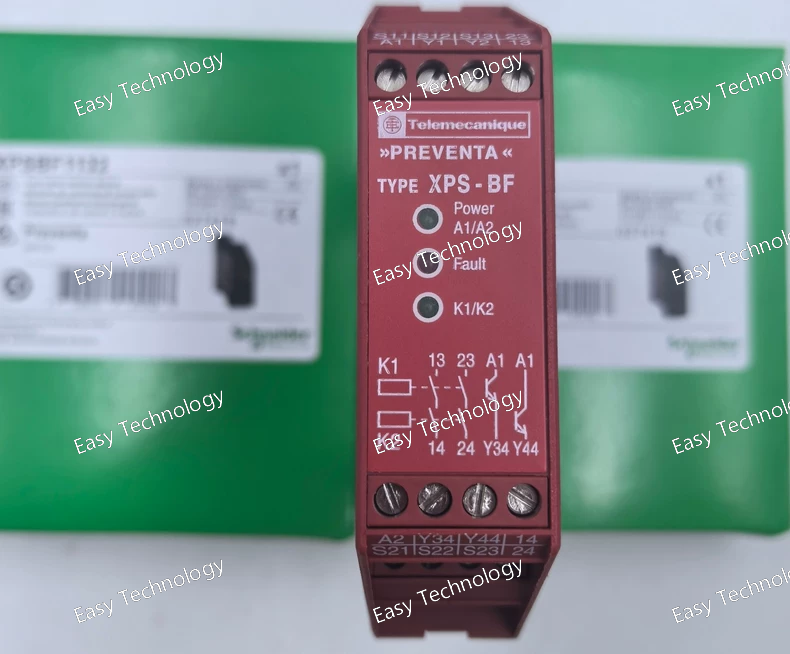 S11 S12 S13 23
A1 Y1 Y2 13
Telemecanique
»PREVENTA«
TYPE XPS-BF
Power
A1/A2
Fault
K1/K2
K1 13 23 A1 A1
K2
14 24 Y34 Y44
A2 Y34 Y44 14
S21 S22 S23 24
Schneider
Easy Technology
Easy Technology
Easy Technology
Easy Technology
Easy Technology
Easy Technology
Easy Technology
Easy Technology
Easy Technology
Easy Technology
Easy Technology
Easy Technology